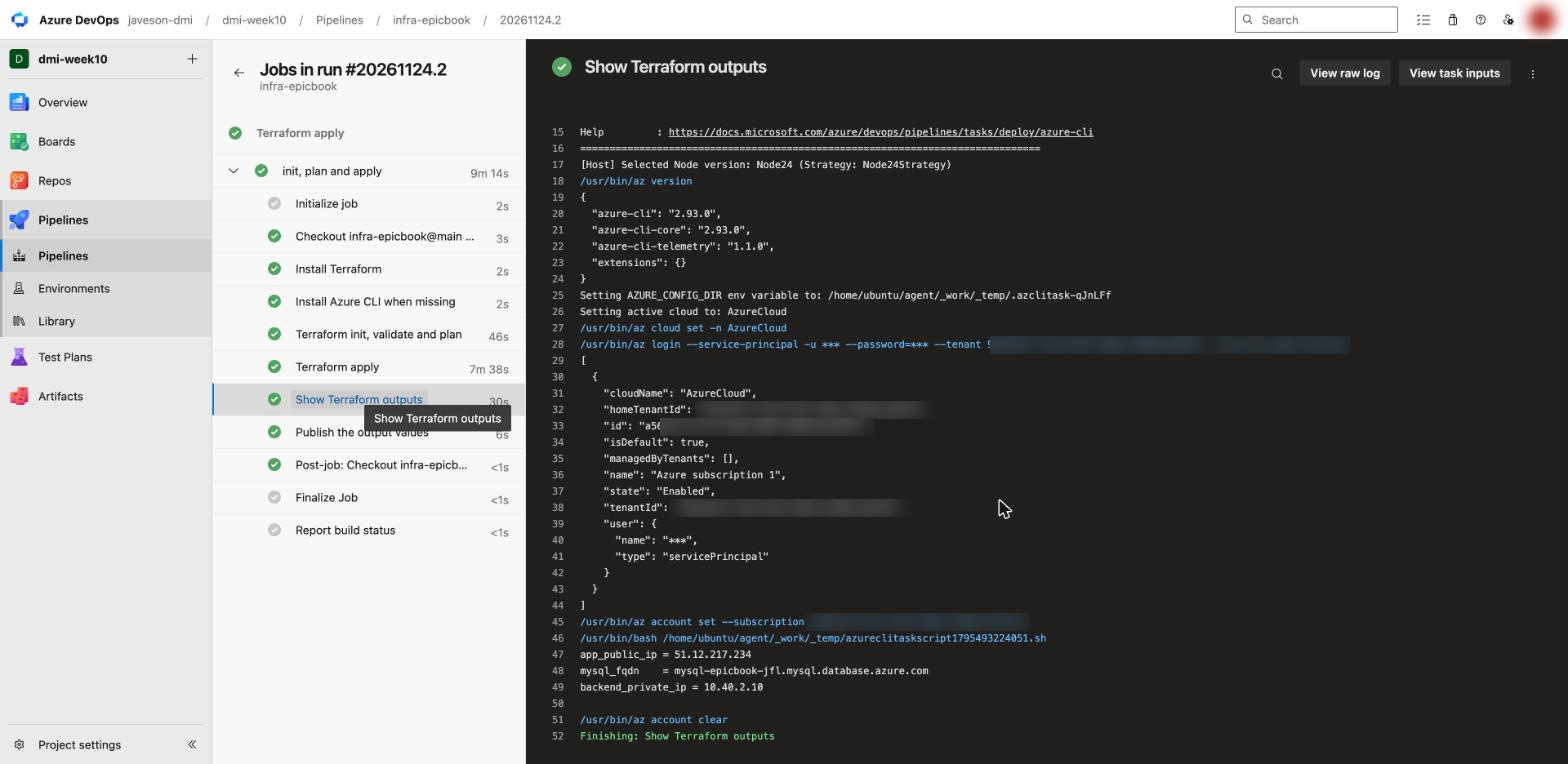 Azure DevOps javeson-dmi / dmi-week10 / Pipelines / infra-epicbook / 20261124.2
Search
D dmi-week10
Overview
Boards
Repos
Pipelines
Pipelines
Environments
Library
Test Plans
Artifacts
Project settings
Jobs in run #20261124.2
infra-epicbook
Terraform apply
init, plan and apply 9m 14s
Initialize job 2s
Checkout infra-epicbook@main ... 3s
Install Terraform 2s
Install Azure CLI when missing 2s
Terraform init, validate and plan 46s
Terraform apply 7m 38s
Show Terraform outputs 30s
Show Terraform outputs
Publish the output values 6s
Post-job: Checkout infra-epicb... <1s
Finalize Job <1s
Report build status <1s
Show Terraform outputs
View raw log
View task inputs
15 Help : https://docs.microsoft.com/azure/devops/pipelines/tasks/deploy/azure-cli
16 ==============================================================================
17 [Host] Selected Node version: Node24 (Strategy: Node24Strategy)
18 /usr/bin/az version
19 {
20 "azure-cli": "2.93.0",
21 "azure-cli-core": "2.93.0",
22 "azure-cli-telemetry": "1.1.0",
23 "extensions": {}
24 }
25 Setting AZURE_CONFIG_DIR env variable to: /home/ubuntu/agent/_work/_temp/.azclitask-qJnLFf
26 Setting active cloud to: AzureCloud
27 /usr/bin/az cloud set -n AzureCloud
28 /usr/bin/az login --service-principal -u *** --password=*** --tenant
29 [
30 {
31 "cloudName": "AzureCloud",
32 "homeTenantId":
33 "id": "a56
34 "isDefault": true,
35 "managedByTenants": [],
36 "name": "Azure subscription 1",
37 "state": "Enabled",
38 "tenantId":
39 "user": {
40 "name": "***",
41 "type": "servicePrincipal"
42 }
43 }
44 ]
45 /usr/bin/az account set --subscription
46 /usr/bin/bash /home/ubuntu/agent/_work/_temp/azureclitaskscript1795493224051.sh
47 app_public_ip = 51.12.217.234
48 mysql_fqdn = mysql-epicbook-jfl.mysql.database.azure.com
49 backend_private_ip = 10.40.2.10
50
51 /usr/bin/az account clear
52 Finishing: Show Terraform outputs